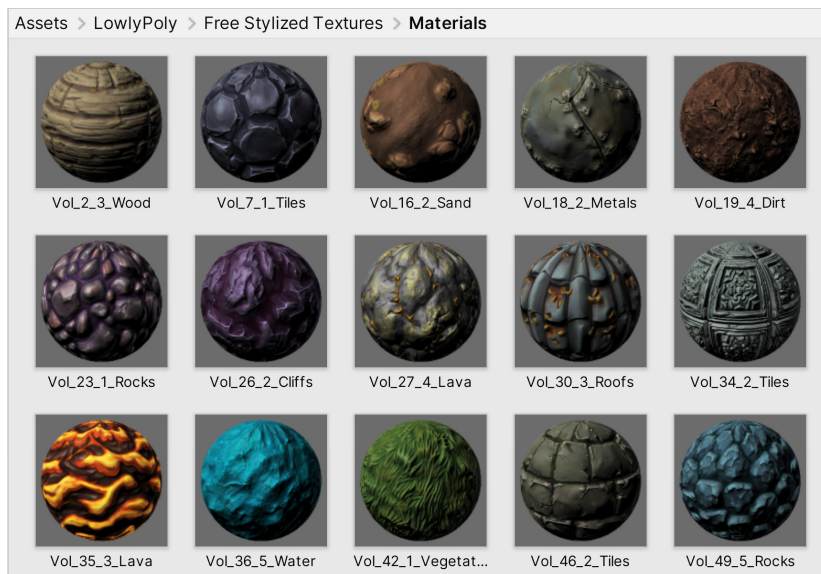 Assets > LowlyPoly > Free Stylized Textures > Materials
Vol_2_3_Wood Vol_7_1_Tiles Vol_16_2_Sand Vol_18_2_Metals Vol_19_4_Dirt
Vol_23_1_Rocks Vol_26_2_Cliffs Vol_27_4_Lava Vol_30_3_Roofs Vol_34_2_Tiles
Vol_35_3_Lava Vol_36_5_Water Vol_42_1_Vegetat... Vol_46_2_Tiles Vol_49_5_Rocks